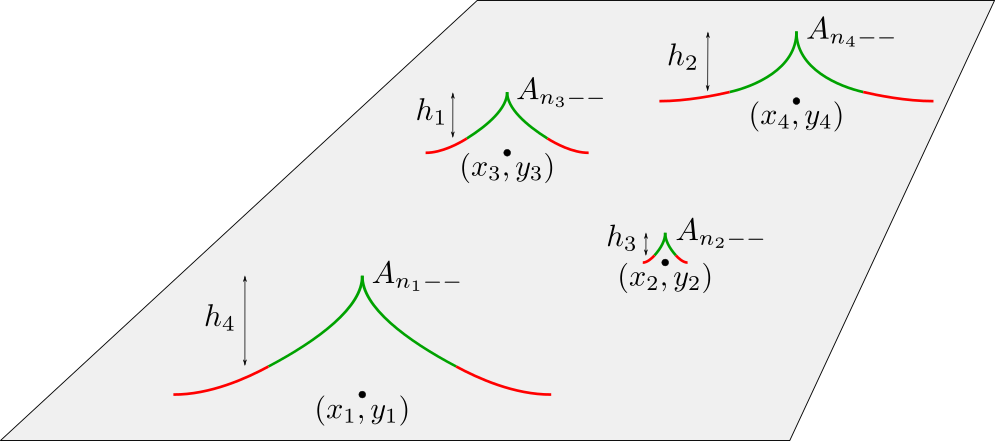 A_{n_4--}
h_2
(x_4, y_4)
A_{n_3--}
h_1
(x_3, y_3)
A_{n_2--}
h_3
(x_2, y_2)
A_{n_1--}
h_4
(x_1, y_1)